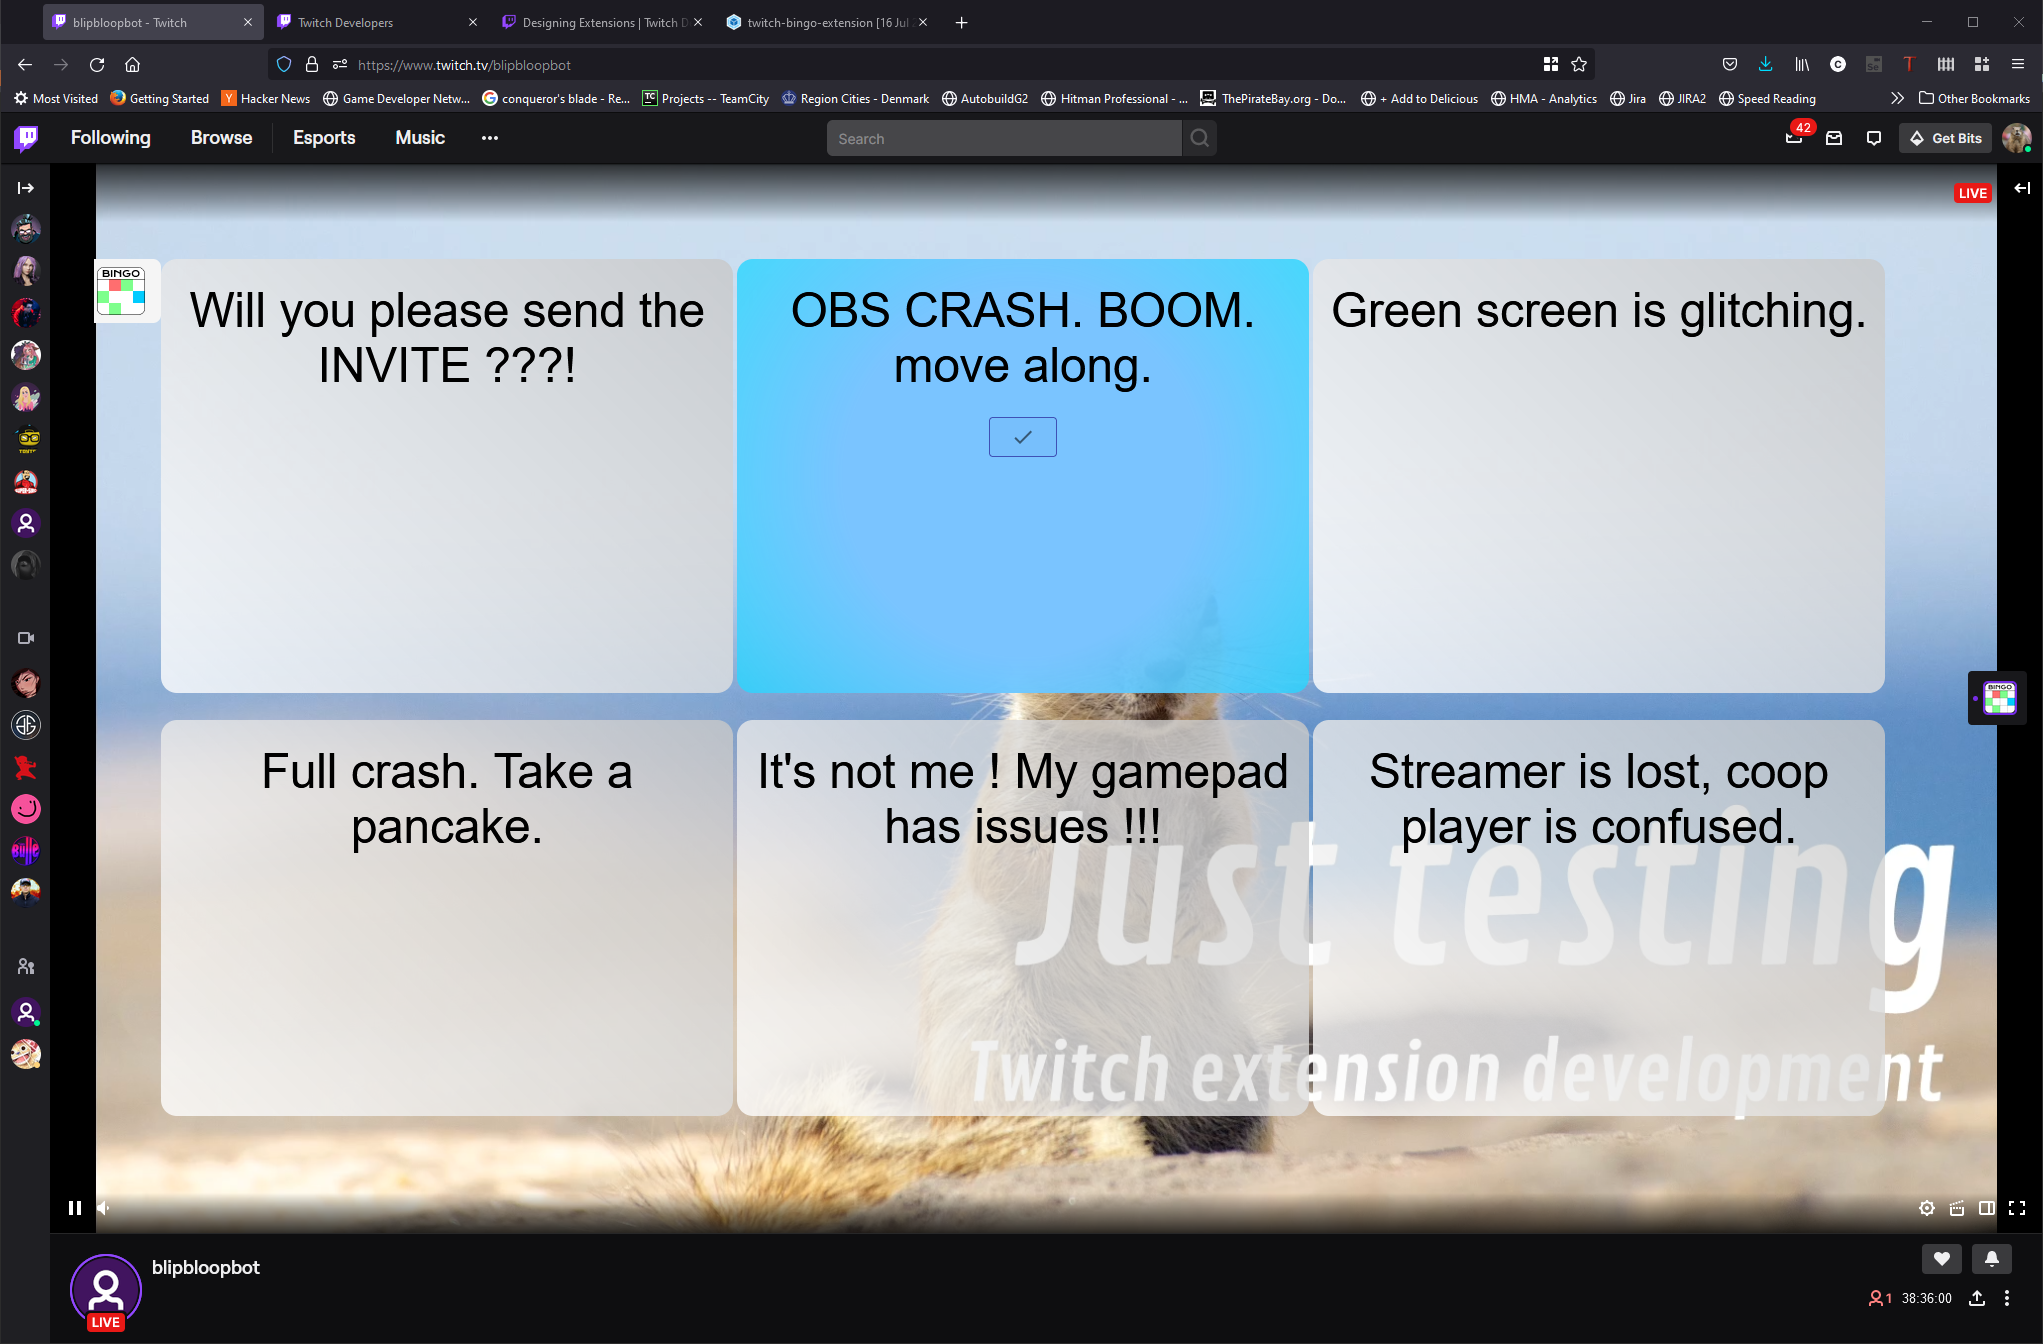 blipbloopbot - Twitch
Twitch Developers
Designing Extensions | Twitch D
twitch-bingo-extension [16 Jul
https://www.twitch.tv/blipbloopbot
Most Visited
Getting Started
Hacker News
Game Developer Netw...
conqueror's blade - Re...
Projects -- TeamCity
Region Cities - Denmark
AutobuildG2
Hitman Professional - ...
ThePirateBay.org - Do...
+ Add to Delicious
HMA - Analytics
Jira
JIRA2
Speed Reading
Other Bookmarks
Following
Browse
Esports
Music
Search
42
Get Bits
LIVE
BINGO
Will you please send the
INVITE ???!
OBS CRASH. BOOM.
move along.
Green screen is glitching.
BINGO
Full crash. Take a
pancake.
It's not me ! My gamepad
has issues !!!
Streamer is lost, coop
player is confused.
Just testing
Twitch extension development
blipbloopbot
LIVE
1
38:36:00